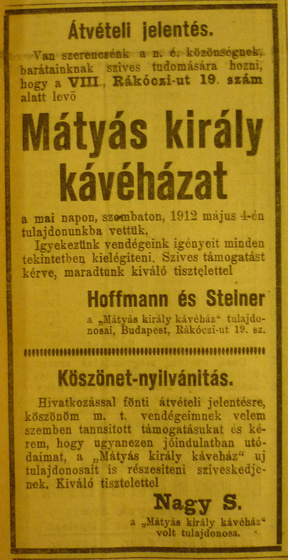 Átvételi jelentés.
Van szerencsénk a n. é. közönségnek,
barátainknak szives tudomására hozni,
hogy a VIII., Rákóczi-ut 19. szám
alatt levő
Mátyás király
kávéházat
a mai napon, szombaton, 1912 május 4-én
tulajdonunkba vettük.
Igyekezünk vendégeink igényeit minden
tekintetben kielégiteni. Szives támogatást
kérve, maradtunk kiváló tisztelettel
Hoffmann és Steiner
a „Mátyás király kávéház" tulajdo-
nosai, Budapest, Rákóczi-ut 19. sz.
Köszönet-nyilvánitás.
Hivatkozással fönti átvételi jelentésre,
köszönöm m. t. vendégeimnek velem
szemben tanusitott támogatásukat és ké-
rem, hogy ugyanezen jóindulatban utó-
daimat, a „Mátyás király káveház" uj
tulajdonosait is részesiteni sziveskedje-
nek. Kiváló tisztelettel
Nagy S.
a „Mátyás király kávéház"
volt tulajdonosa.